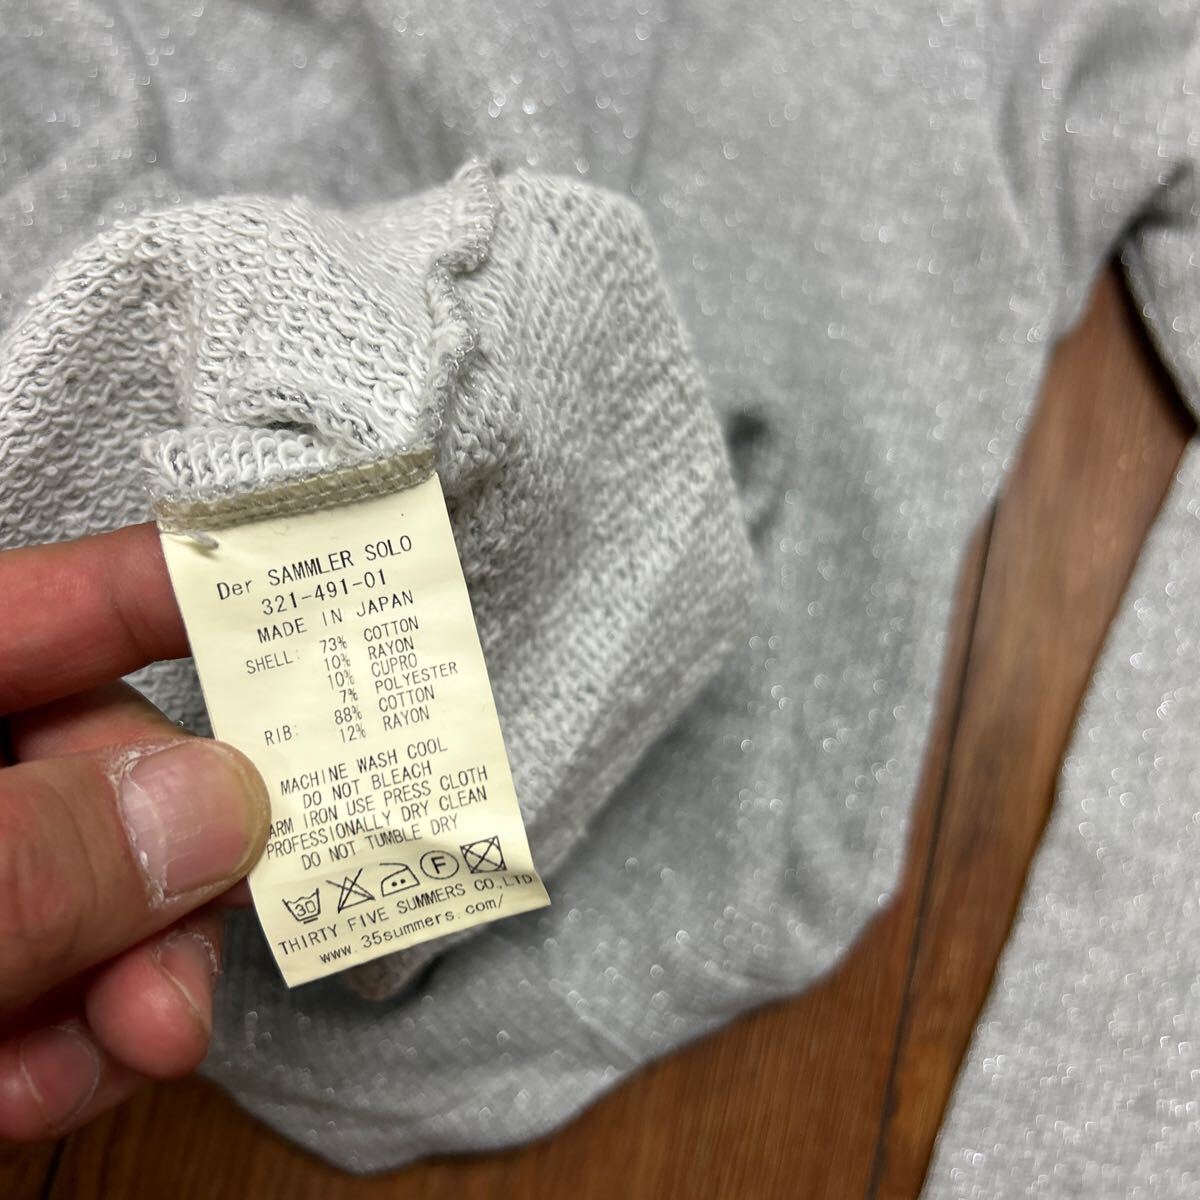 Der SAMMLER SOLO
321-491-01
MADE IN JAPAN
SHELL: 73% COTTON
10% RAYON
10% CUPRO
7% POLYESTER
RIB: 88% COTTON
12% RAYON
MACHINE WASH COOL
DO NOT BLEACH
ARM IRON USE PRESS CLOTH
PROFESSIONALLY DRY CLEAN
DO NOT TUMBLE DRY
30 F
THIRTY FIVE SUMMERS CO.,LTD
www.35summers.com/